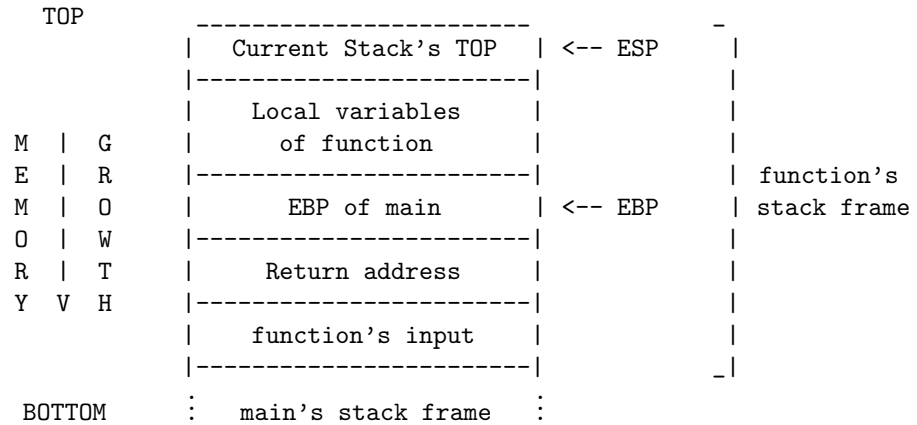 TOP
Current Stack's TOP <-- ESP
Local variables
M | G of function
E | R function's
M | O EBP of main <-- EBP stack frame
O | W
R | T Return address
Y V H
function's input
BOTTOM main's stack frame